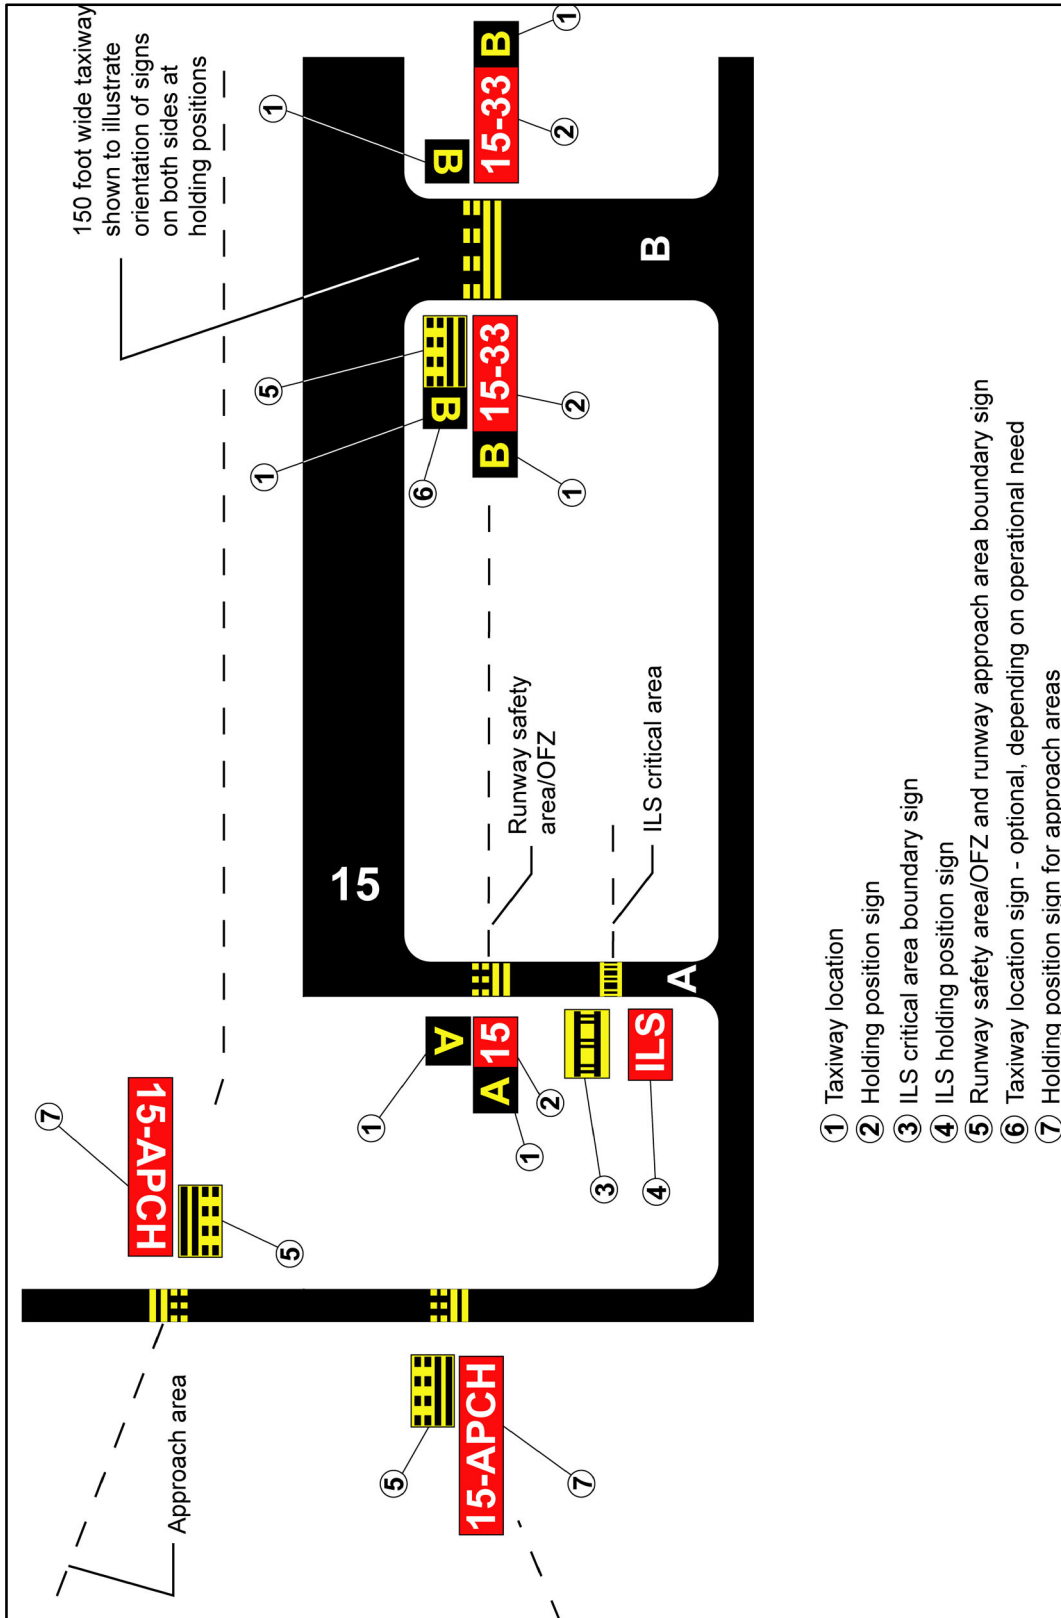 150 foot wide taxiway
shown to illustrate
orientation of signs
on both sides at
holding positions
Approach area
15-APCH
7
5
5
15-APCH
7
15
1
A
A 15
1
2
3
ILS
4
A
Runway safety
area/OFZ
ILS critical area
1
5
6
B
B 15-33
1
2
B
1
B
15-33 B
2
1
1 Taxiway location
2 Holding position sign
3 ILS critical area boundary sign
4 ILS holding position sign
5 Runway safety area/OFZ and runway approach area boundary sign
6 Taxiway location sign - optional, depending on operational need
7 Holding position sign for approach areas